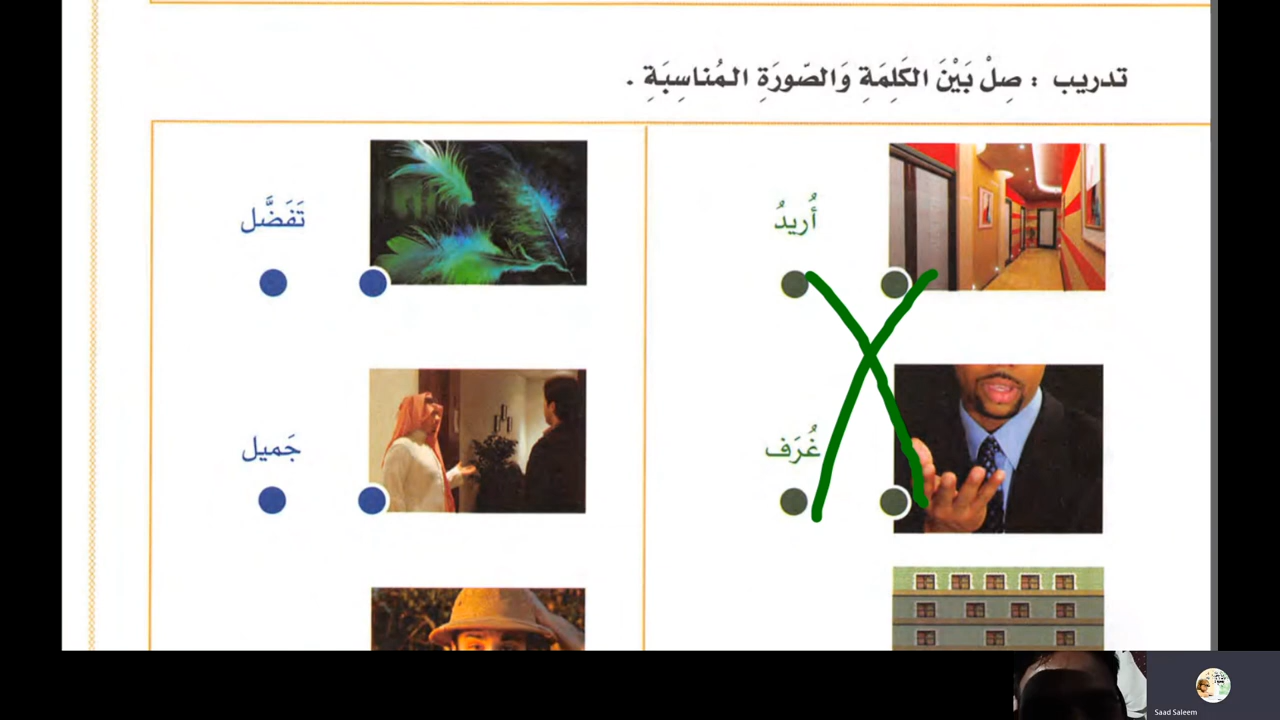 تدريب : صِلْ بَيْنَ الكَلِمَةِ وَالصّورَةِ المُناسِبَةِ .
أُريدُ
غُرَف
تَفَضَّل
جَميل
Saad Saleem